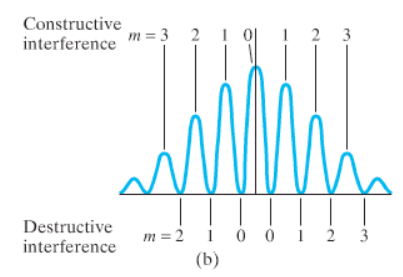 Constructive
interference m = 3 2 1 0 1 2 3
Destructive
interference m = 2 1 0 0 1 2 3
(b)